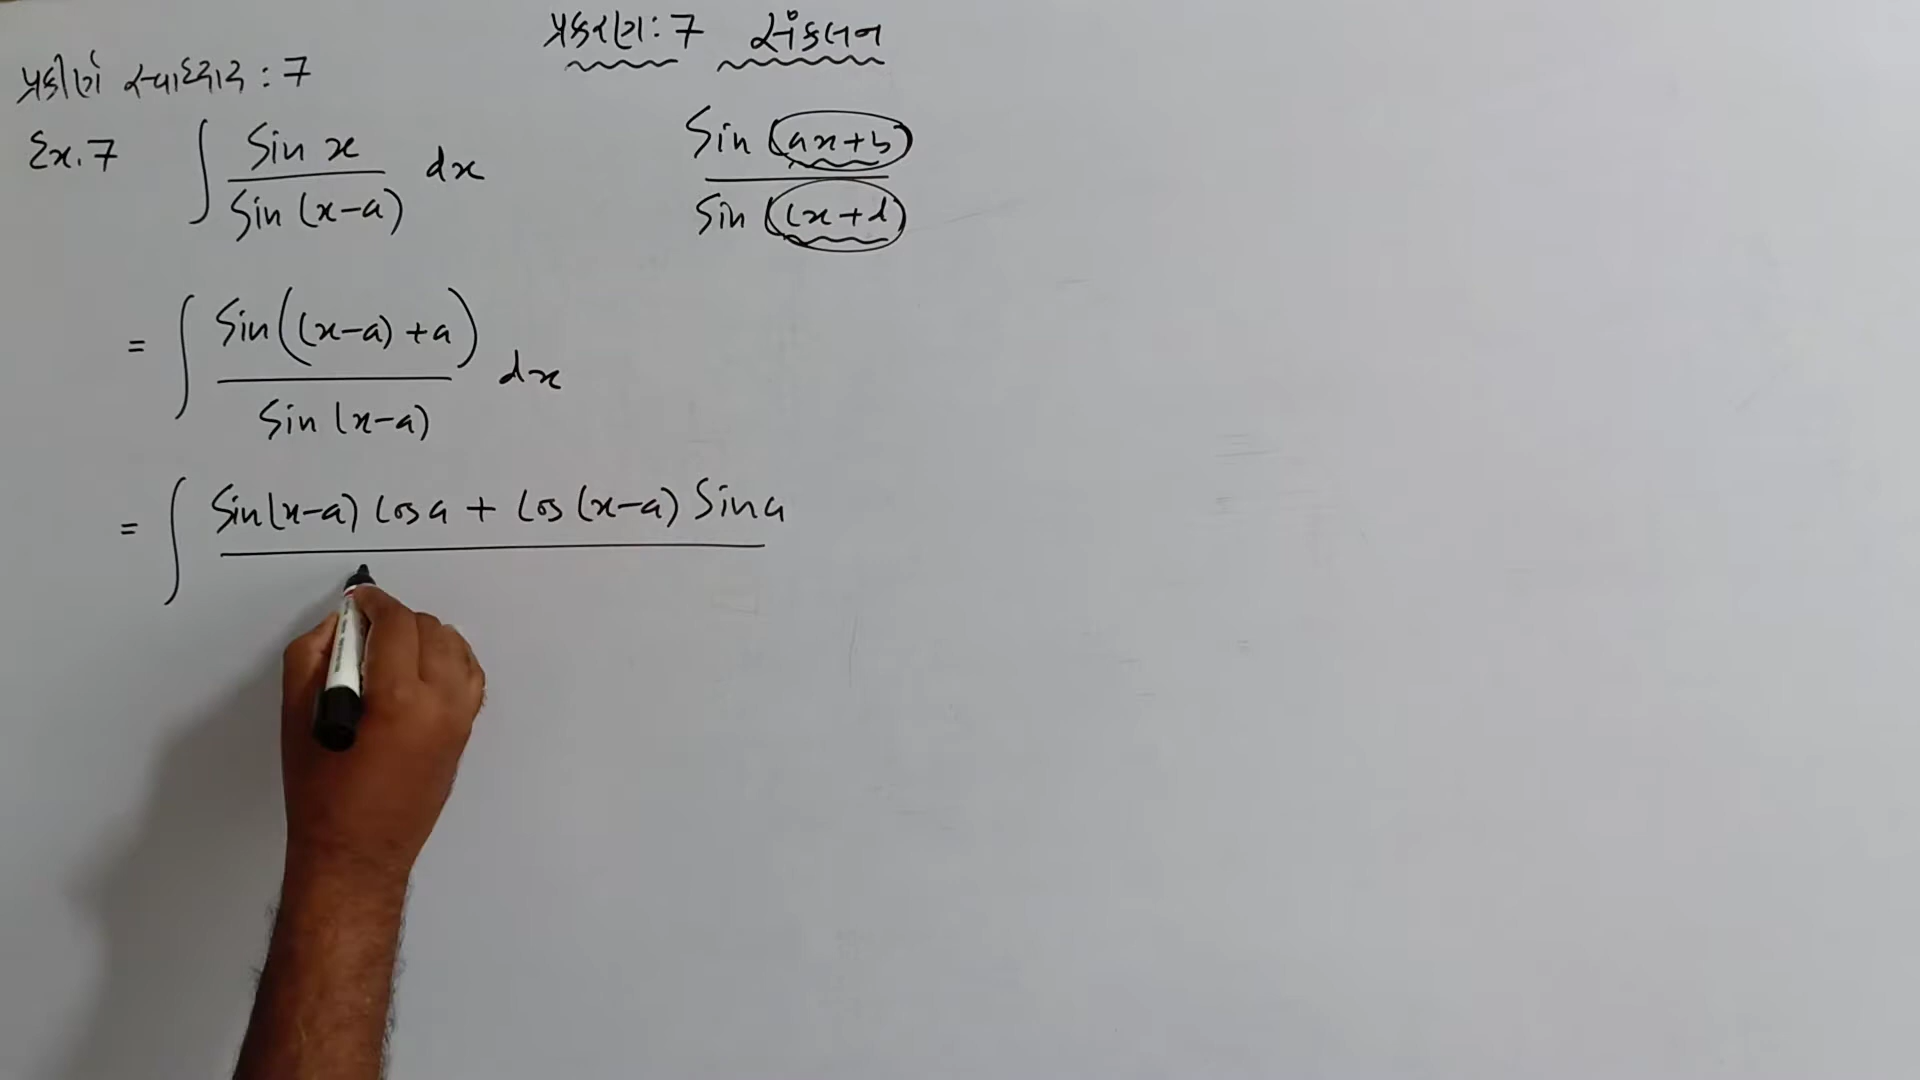 પ્રકરણ : 7 સંકલન
પ્રકીર્ણ સ્વાધ્યાય : 7
Ex. 7 ∫ Sin x / Sin (x-a) dx
Sin (ax+b) / Sin (cx+d)
= ∫ Sin((x-a) +a) / Sin (x-a) dx
= ∫ Sin(x-a) Cos a + Cos (x-a) Sin a